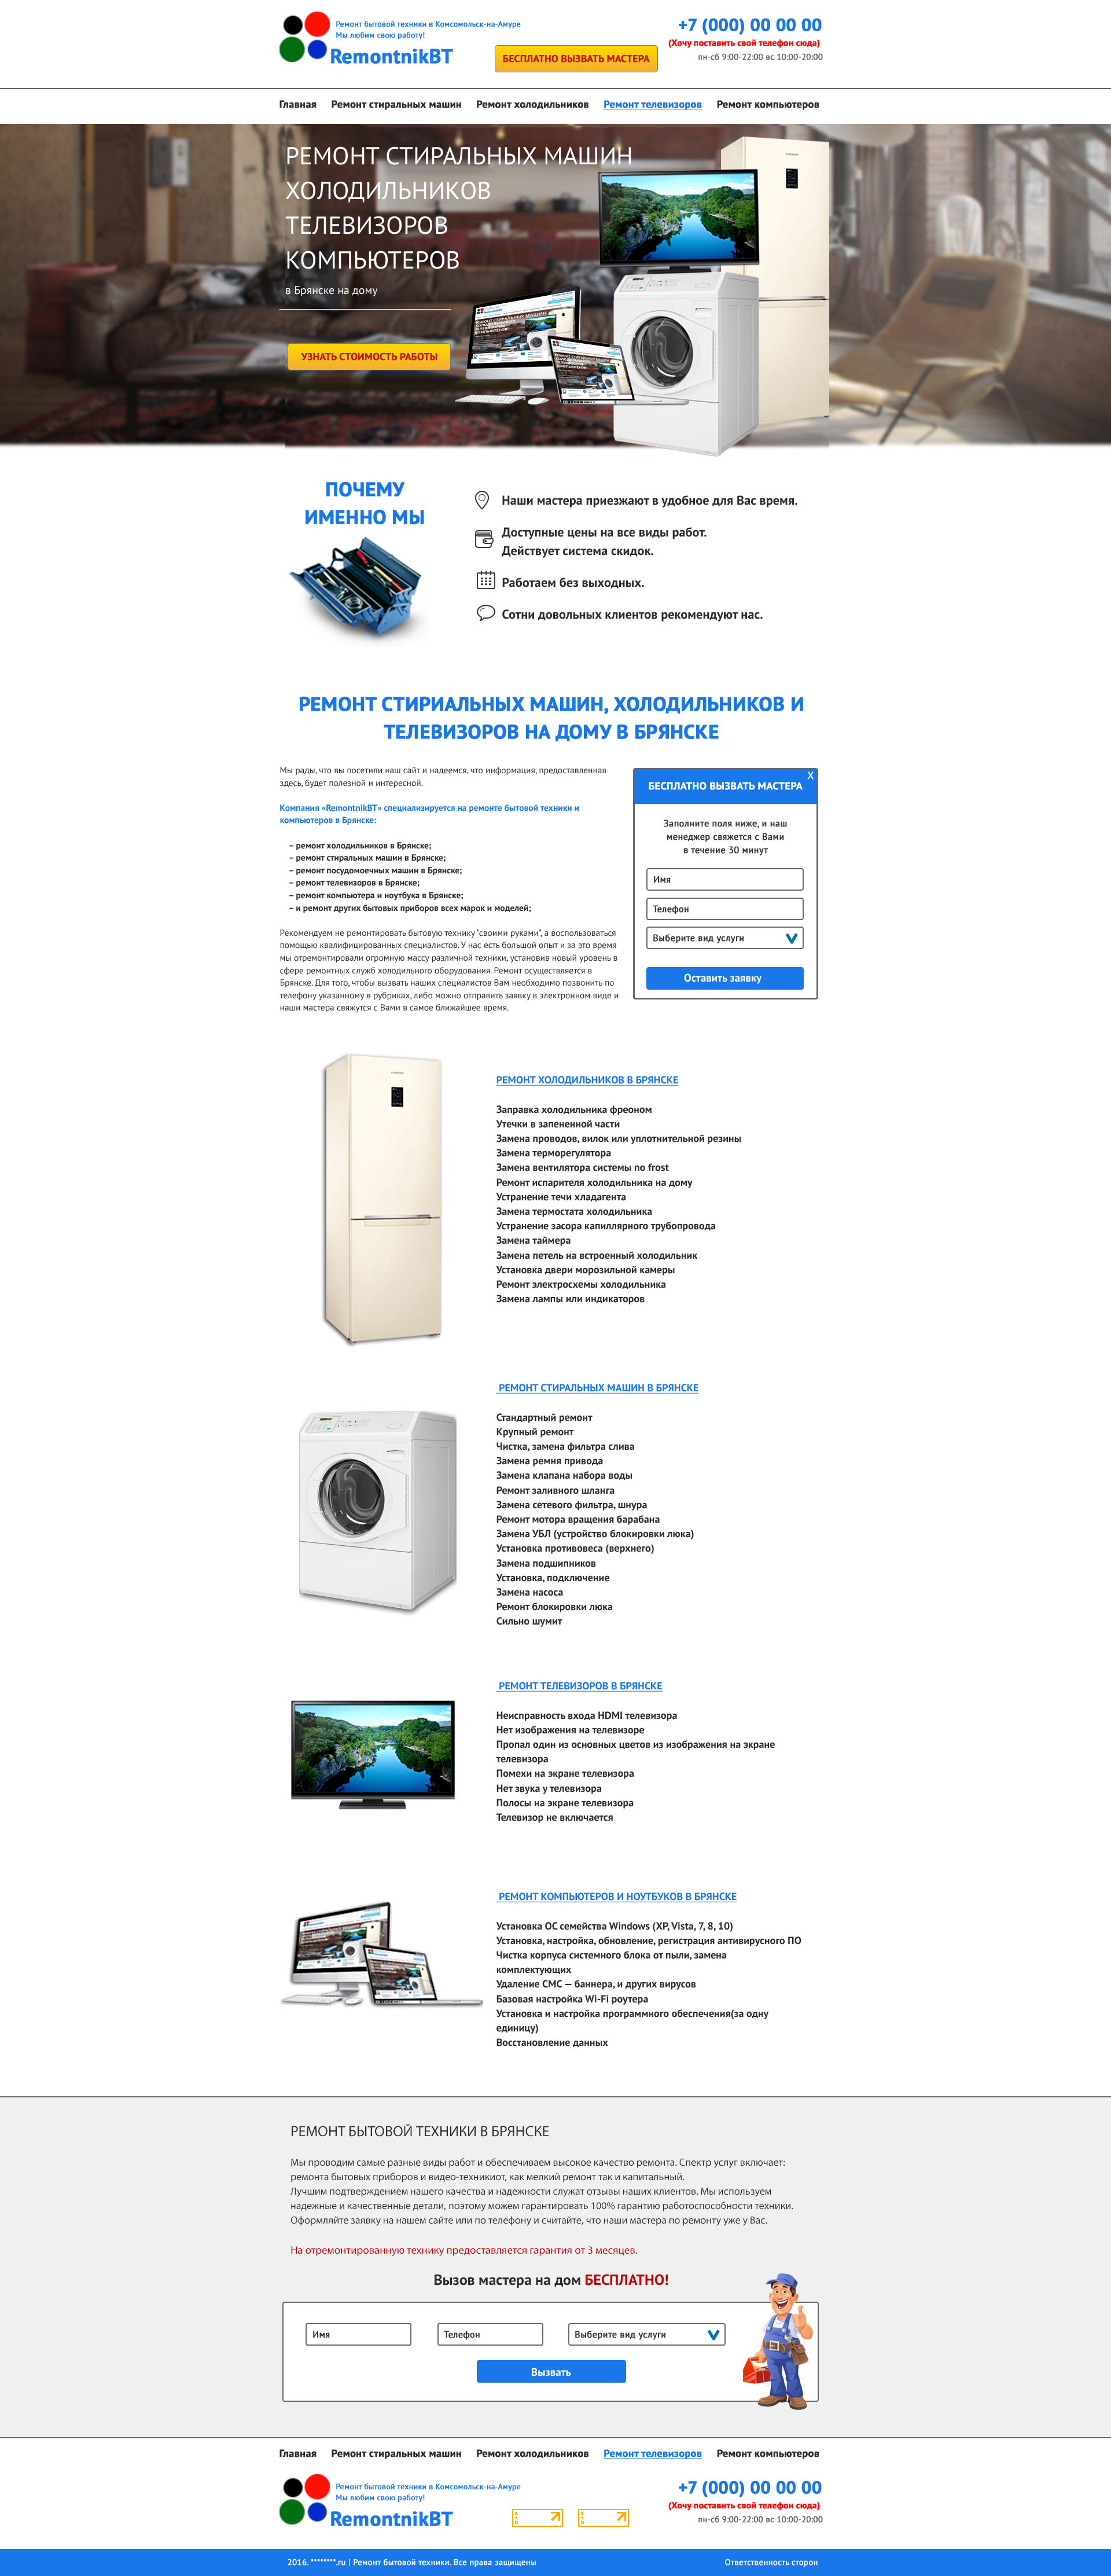 Ремонт бытовой техники в Комсомольск-на-Амуре
Мы любим свою работу!
RemontnikBT
БЕСПЛАТНО ВЫЗВАТЬ МАСТЕРА
+7 (000) 00 00 00
(Хочу поставить свой телефон сюда)
пн-сб 9:00-22:00 вс 10:00-20:00
Главная Ремонт стиральных машин Ремонт холодильников Ремонт телевизоров Ремонт компьютеров
РЕМОНТ СТИРАЛЬНЫХ МАШИН
ХОЛОДИЛЬНИКОВ
ТЕЛЕВИЗОРОВ
КОМПЬЮТЕРОВ
в Брянске на дому
УЗНАТЬ СТОИМОСТЬ РАБОТЫ
ПОЧЕМУ
ИМЕННО МЫ
Наши мастера приезжают в удобное для Вас время.
Доступные цены на все виды работ.
Действует система скидок.
Работаем без выходных.
Сотни довольных клиентов рекомендуют нас.
РЕМОНТ СТИРИАЛЬНЫХ МАШИН, ХОЛОДИЛЬНИКОВ И
ТЕЛЕВИЗОРОВ НА ДОМУ В БРЯНСКЕ
Мы рады, что вы посетили наш сайт и надеемся, что информация, предоставленная
здесь, будет полезной и интересной.
Компания «RemontnikBT» специализируется на ремонте бытовой техники и
компьютеров в Брянске:
– ремонт холодильников в Брянске;
– ремонт стиральных машин в Брянске;
– ремонт посудомоечных машин в Брянске;
– ремонт телевизоров в Брянске;
– ремонт компьютера и ноутбука в Брянске;
– и ремонт других бытовых приборов всех марок и моделей;
Рекомендуем не ремонтировать бытовую технику "своими руками", а воспользоваться
помощью квалифицированных специалистов. У нас есть большой опыт и за это время
мы отремонтировали огромную массу различной техники, установив новый уровень в
сфере ремонтных служб холодильного оборудования. Ремонт осуществляется в
Брянске. Для того, чтобы вызвать наших специалистов Вам необходимо позвонить по
телефону указанному в рубриках, либо можно отправить заявку в электронном виде и
наши мастера свяжутся с Вами в самое ближайшее время.
X
БЕСПЛАТНО ВЫЗВАТЬ МАСТЕРА
Заполните поля ниже, и наш
менеджер свяжется с Вами
в течение 30 минут
Имя
Телефон
Выберите вид услуги
Оставить заявку
РЕМОНТ ХОЛОДИЛЬНИКОВ В БРЯНСКЕ
Заправка холодильника фреоном
Утечки в запененной части
Замена проводов, вилок или уплотнительной резины
Замена терморегулятора
Замена вентилятора системы no frost
Ремонт испарителя холодильника на дому
Устранение течи хладагента
Замена термостата холодильника
Устранение засора капиллярного трубопровода
Замена таймера
Замена петель на встроенный холодильник
Установка двери морозильной камеры
Ремонт электросхемы холодильника
Замена лампы или индикаторов
РЕМОНТ СТИРАЛЬНЫХ МАШИН В БРЯНСКЕ
Стандартный ремонт
Крупный ремонт
Чистка, замена фильтра слива
Замена ремня привода
Замена клапана набора воды
Ремонт заливного шланга
Замена сетевого фильтра, шнура
Ремонт мотора вращения барабана
Замена УБЛ (устройство блокировки люка)
Установка противовеса (верхнего)
Замена подшипников
Установка, подключение
Замена насоса
Ремонт блокировки люка
Сильно шумит
РЕМОНТ ТЕЛЕВИЗОРОВ В БРЯНСКЕ
Неисправность входа HDMI телевизора
Нет изображения на телевизоре
Пропал один из основных цветов из изображения на экране
телевизора
Помехи на экране телевизора
Нет звука у телевизора
Полосы на экране телевизора
Телевизор не включается
РЕМОНТ КОМПЬЮТЕРОВ И НОУТБУКОВ В БРЯНСКЕ
Установка ОС семейства Windows (XP, Vista, 7, 8, 10)
Установка, настройка, обновление, регистрация антивирусного ПО
Чистка корпуса системного блока от пыли, замена
комплектующих
Удаление СМС — баннера, и других вирусов
Базовая настройка Wi-Fi роутера
Установка и настройка программного обеспечения(за одну
единицу)
Восстановление данных
РЕМОНТ БЫТОВОЙ ТЕХНИКИ В БРЯНСКЕ
Мы проводим самые разные виды работ и обеспечиваем высокое качество ремонта. Спектр услуг включает:
ремонта бытовых приборов и видео-техникиот, как мелкий ремонт так и капитальный.
Лучшим подтверждением нашего качества и надежности служат отзывы наших клиентов. Мы используем
надежные и качественные детали, поэтому можем гарантировать 100% гарантию работоспособности техники.
Оформляйте заявку на нашем сайте или по телефону и считайте, что наши мастера по ремонту уже у Вас.
На отремонтированную технику предоставляется гарантия от 3 месяцев.
Вызов мастера на дом БЕСПЛАТНО!
Имя
Телефон
Выберите вид услуги
Вызвать
Главная Ремонт стиральных машин Ремонт холодильников Ремонт телевизоров Ремонт компьютеров
Ремонт бытовой техники в Комсомольск-на-Амуре
Мы любим свою работу!
RemontnikBT
+7 (000) 00 00 00
(Хочу поставить свой телефон сюда)
пн-сб 9:00-22:00 вс 10:00-20:00
2016. ********.ru | Ремонт бытовой техники. Все права защищены
Ответственность сторон